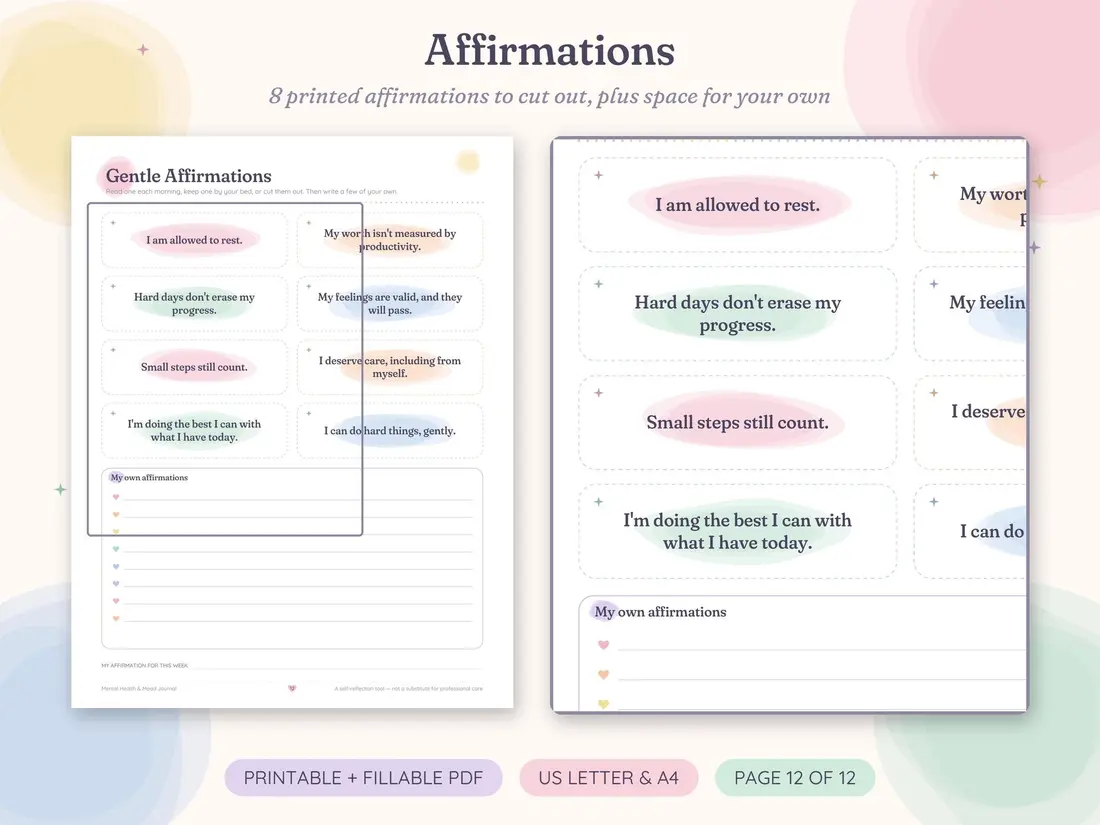 Affirmations
8 printed affirmations to cut out, plus space for your own
Gentle Affirmations
Read one each morning, keep one by your bed, or cut them out. Then write a few of your own.
I am allowed to rest.
My worth isn't measured by
productivity.
Hard days don't erase my
progress.
My feelings are valid, and they
will pass.
Small steps still count.
I deserve care, including from
myself.
I'm doing the best I can with
what I have today.
I can do hard things, gently.
My own affirmations
MY AFFIRMATION FOR THIS WEEK:
Mental Health & Mood Journal
A self-reflection tool — not a substitute for professional care
I am allowed to rest.
My wort
p
Hard days don't erase my
progress.
My feelin
Small steps still count.
I deserve
I'm doing the best I can with
what I have today.
I can do
My own affirmations
PRINTABLE + FILLABLE PDF
US LETTER & A4
PAGE 12 OF 12